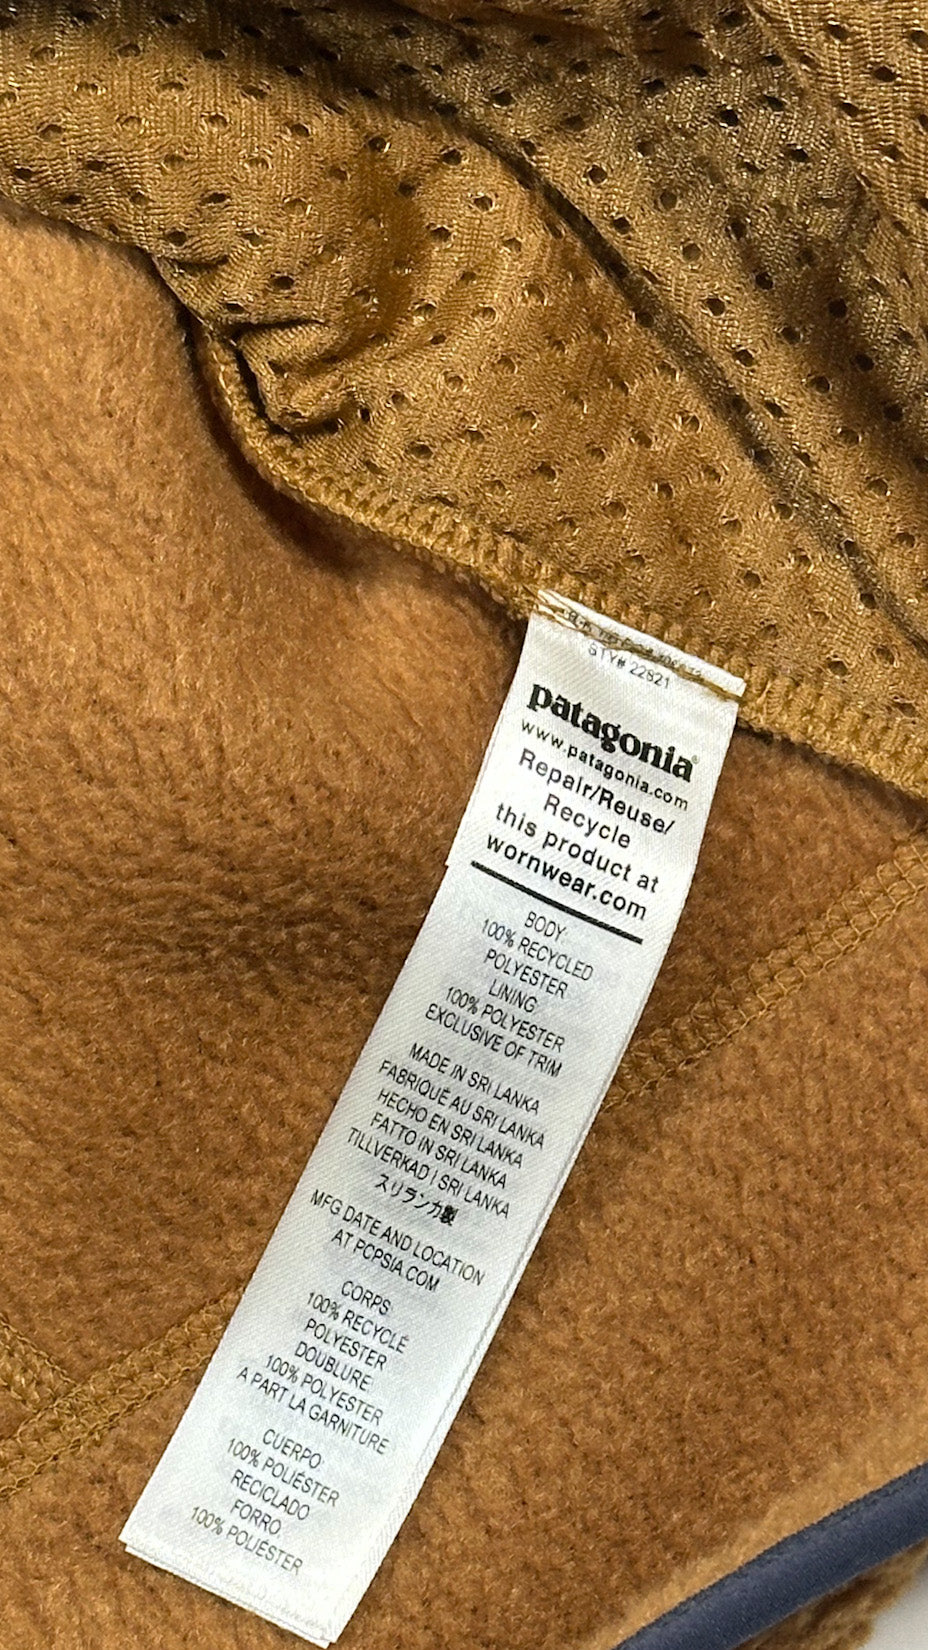 STY# 22821
patagonia®
www.patagonia.com
Repair/Reuse/
Recycle
this product at
wornwear.com
BODY:
100% RECYCLED
POLYESTER
LINING
100% POLYESTER
EXCLUSIVE OF TRIM
MADE IN SRI LANKA
FABRIQUÉ AU SRI LANKA
HECHO EN SRI LANKA
FATTO IN SRI LANKA
TILLVERKAD I SRI LANKA
スリランカ製
MFG DATE AND LOCATION
AT PCPSIA.COM
CORPS:
100% RECYCLÉ
POLYESTER
DOUBLURE
100% POLYESTER
A PART LA GARNITURE
CUERPO:
100% POLIÉSTER
RECICLADO
FORRO
100% POLIÉSTER